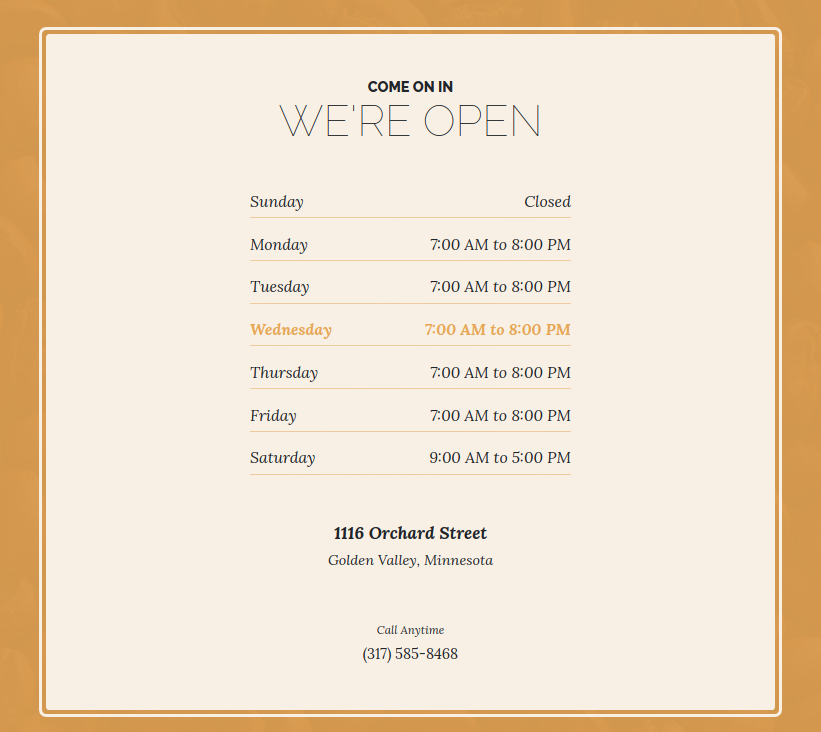 COME ON IN
WE'RE OPEN
Sunday Closed
Monday 7:00 AM to 8:00 PM
Tuesday 7:00 AM to 8:00 PM
Wednesday 7:00 AM to 8:00 PM
Thursday 7:00 AM to 8:00 PM
Friday 7:00 AM to 8:00 PM
Saturday 9:00 AM to 5:00 PM
1116 Orchard Street
Golden Valley, Minnesota
Call Anytime
(317) 585-8468